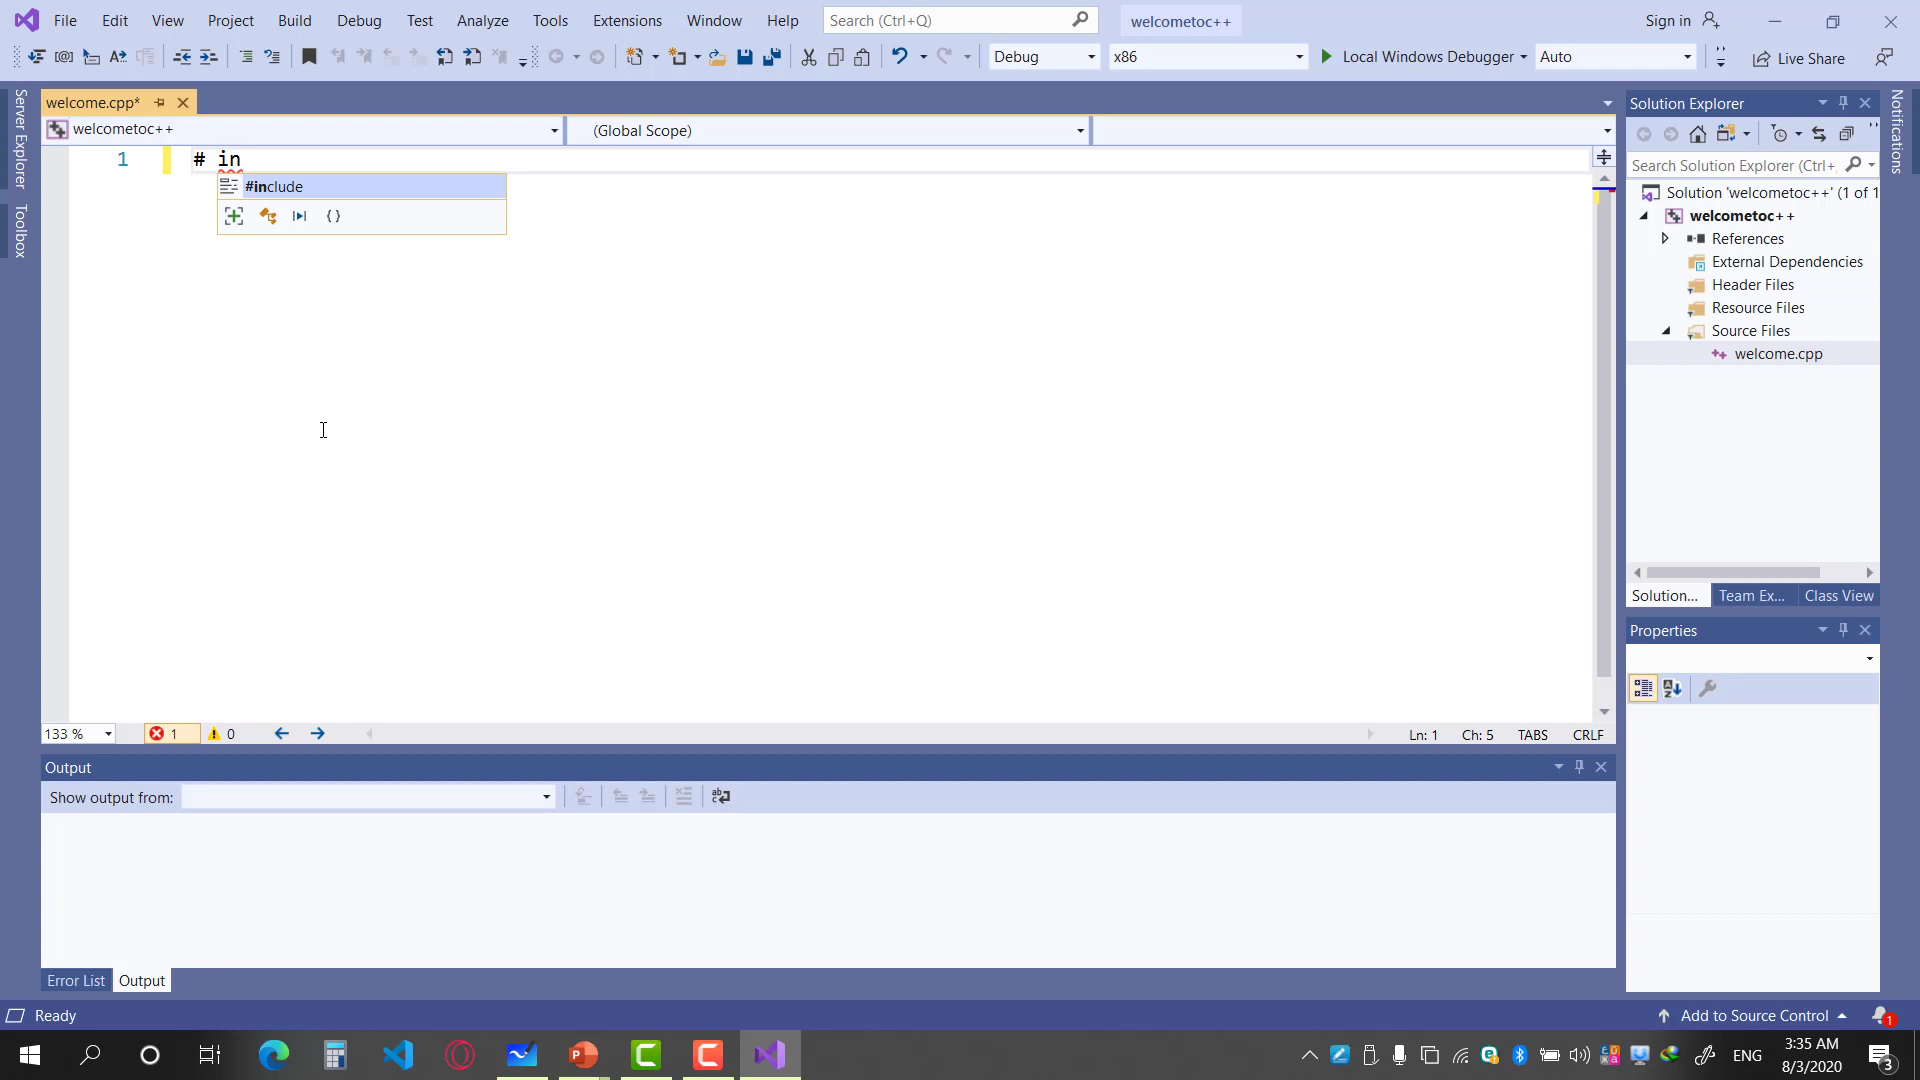 File Edit View Project Build Debug Test Analyze Tools Extensions Window Help Search (Ctrl+Q) welcometoc++ Sign in
Debug x86 Local Windows Debugger Auto Live Share
Server Explorer
Toolbox
welcome.cpp*
welcometoc++ (Global Scope)
1 # in
#include
Solution Explorer
Search Solution Explorer (Ctrl+
Solution 'welcometoc++' (1 of 1
welcometoc++
References
External Dependencies
Header Files
Resource Files
Source Files
welcome.cpp
Solution... Team Ex... Class View
Properties
Notifications
133 % 1 0 Ln: 1 Ch: 5 TABS CRLF
Output
Show output from:
Error List Output
Ready Add to Source Control 1
ENG 3:35 AM
8/3/2020 3